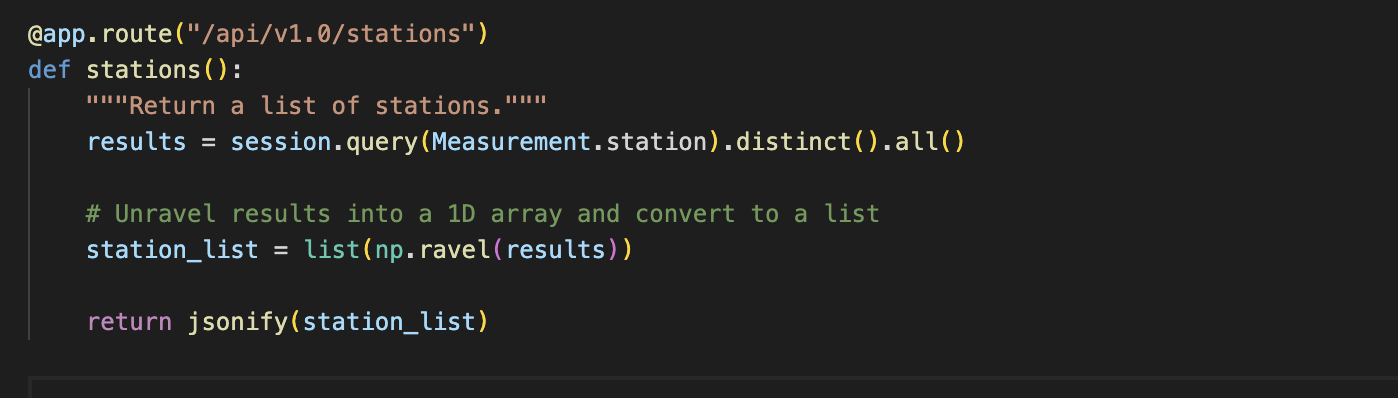 @app.route("/api/v1.0/stations")
def stations():
    """Return a list of stations."""
    results = session.query(Measurement.station).distinct().all()
    # Unravel results into a 1D array and convert to a list
    station_list = list(np.ravel(results))
    return jsonify(station_list)